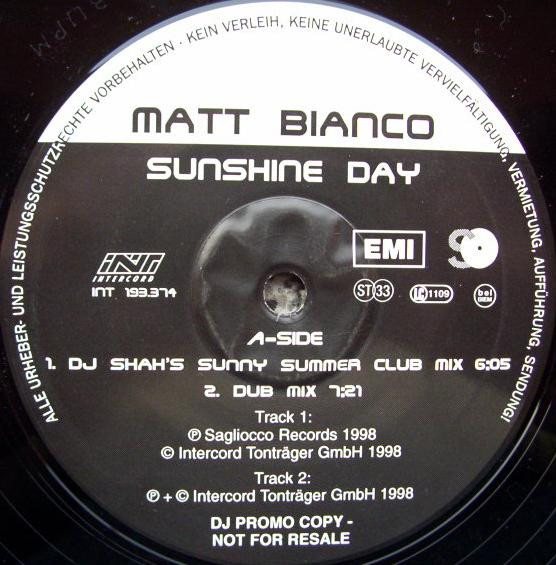 ALLE URHEBER- UND LEISTUNGSSCHUTZRECHTE VORBEHALTEN · KEIN VERLEIH, KEINE UNERLAUBTE VERVIELFÄLTIGUNG, VERMIETUNG, AUFFÜHRUNG, SENDUNG!
MATT BIANCO
SUNSHINE DAY
INT
INTERCORD
INT 193.374
EMI
ST 33
LC 1109
bel
BIEM
A-SIDE
1. DJ SHAH'S SUNNY SUMMER CLUB MIX 6:05
2. DUB MIX 7:21
Track 1:
℗ Sagliocco Records 1998
© Intercord Tonträger GmbH 1998
Track 2:
℗ + © Intercord Tonträger GmbH 1998
DJ PROMO COPY -
NOT FOR RESALE